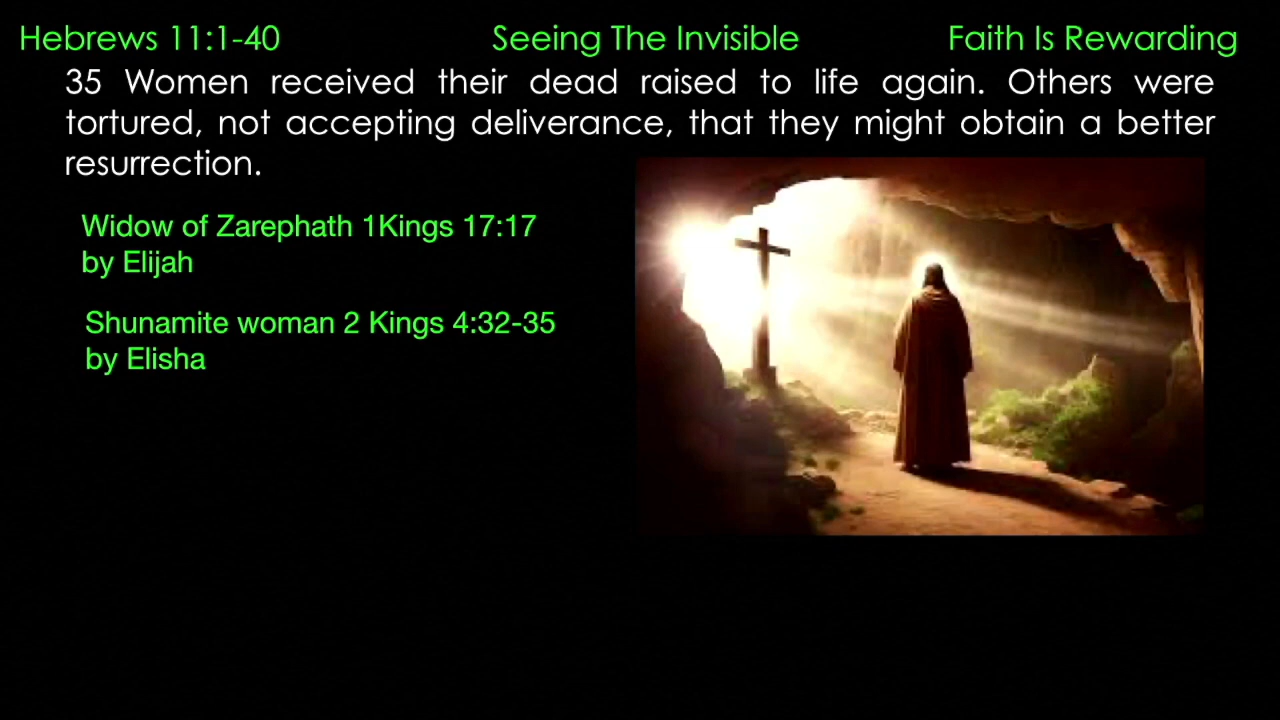 Hebrews 11:1-40 Seeing The Invisible Faith Is Rewarding
35 Women received their dead raised to life again. Others were
tortured, not accepting deliverance, that they might obtain a better
resurrection.
Widow of Zarephath 1Kings 17:17
by Elijah
Shunamite woman 2 Kings 4:32-35
by Elisha